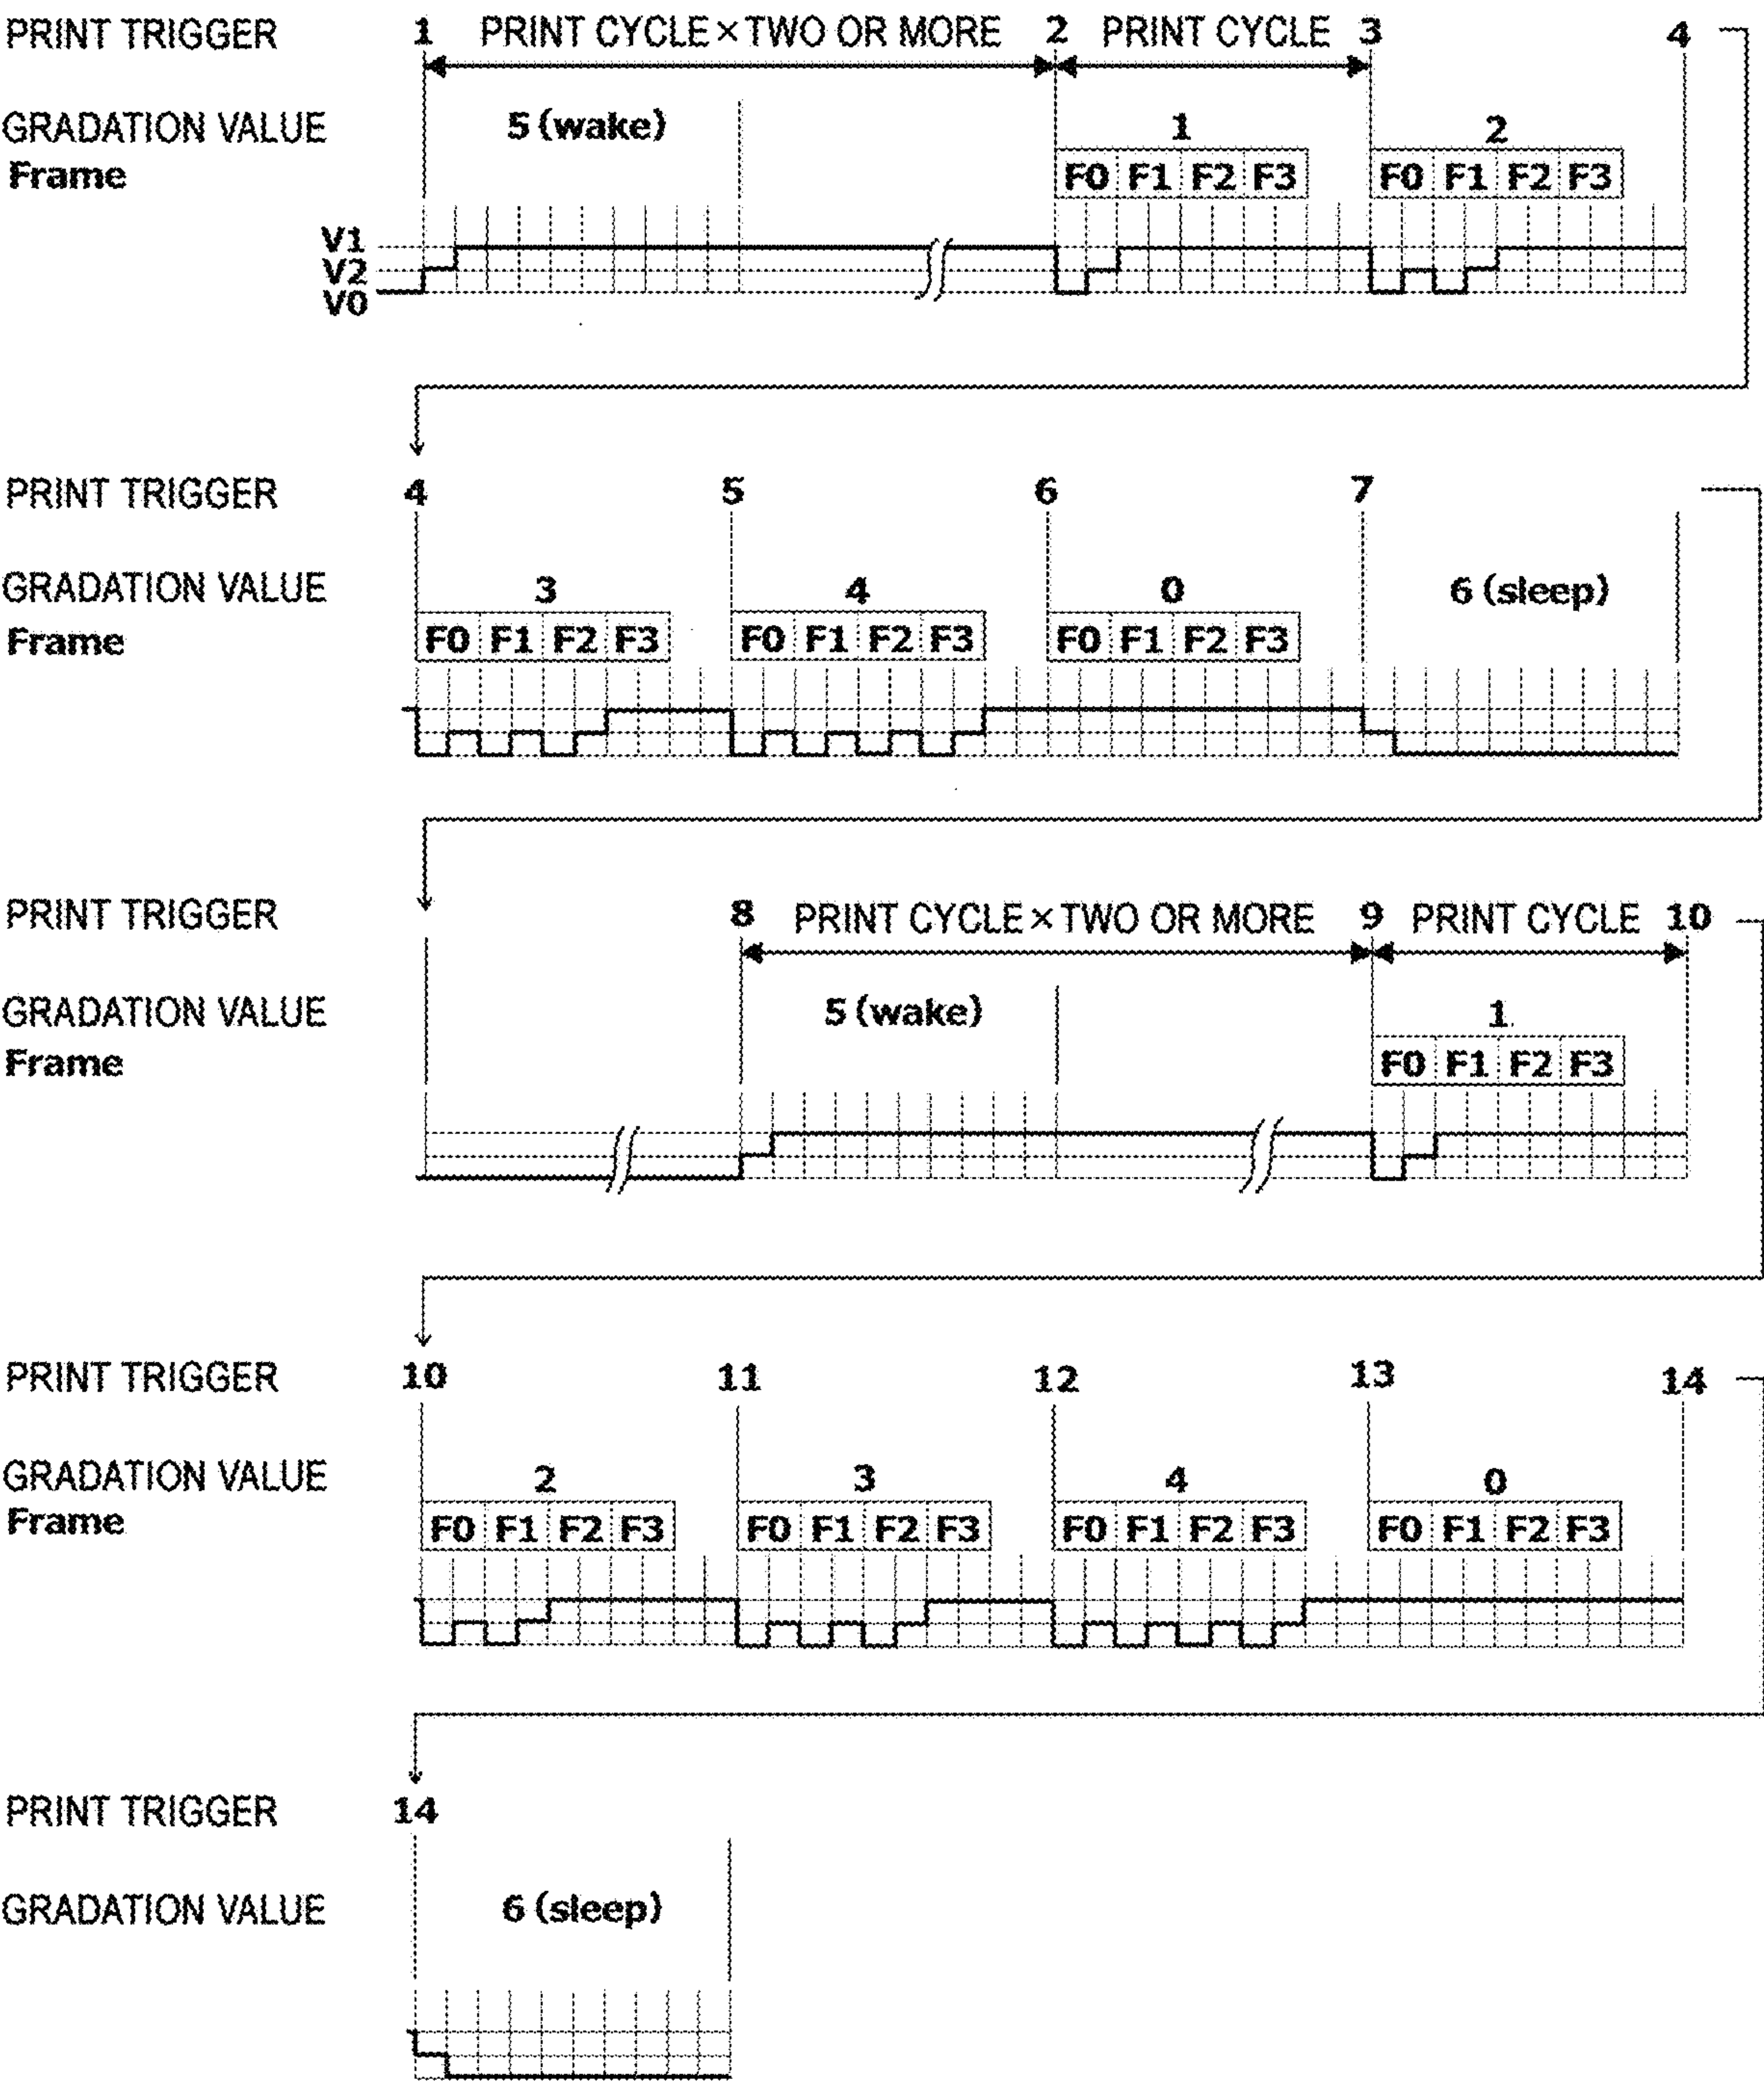 PRINT TRIGGER 1 PRINT CYCLE×TWO OR MORE 2 PRINT CYCLE 3 4
GRADATION VALUE 5 (wake) 1 2
Frame F0 F1 F2 F3 F0 F1 F2 F3
V1
V2
V0
PRINT TRIGGER 4 5 6 7
GRADATION VALUE 3 4 0 6 (sleep)
Frame F0 F1 F2 F3 F0 F1 F2 F3 F0 F1 F2 F3
PRINT TRIGGER 8 PRINT CYCLE×TWO OR MORE 9 PRINT CYCLE 10
GRADATION VALUE 5 (wake) 1
Frame F0 F1 F2 F3
PRINT TRIGGER 10 11 12 13 14
GRADATION VALUE 2 3 4 0
Frame F0 F1 F2 F3 F0 F1 F2 F3 F0 F1 F2 F3 F0 F1 F2 F3
PRINT TRIGGER 14
GRADATION VALUE 6 (sleep)